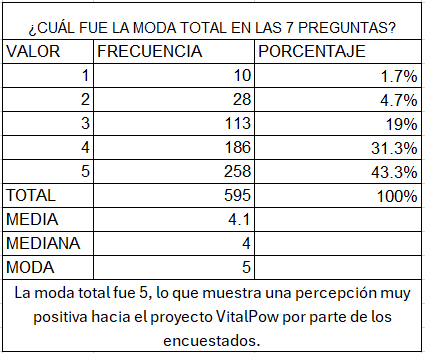 ¿CUÁL FUE LA MODA TOTAL EN LAS 7 PREGUNTAS?
VALOR FRECUENCIA PORCENTAJE
1 10 1.7%
2 28 4.7%
3 113 19%
4 186 31.3%
5 258 43.3%
TOTAL 595 100%
MEDIA 4.1
MEDIANA 4
MODA 5
La moda total fue 5, lo que muestra una percepción muy
positiva hacia el proyecto VitalPow por parte de los
encuestados.